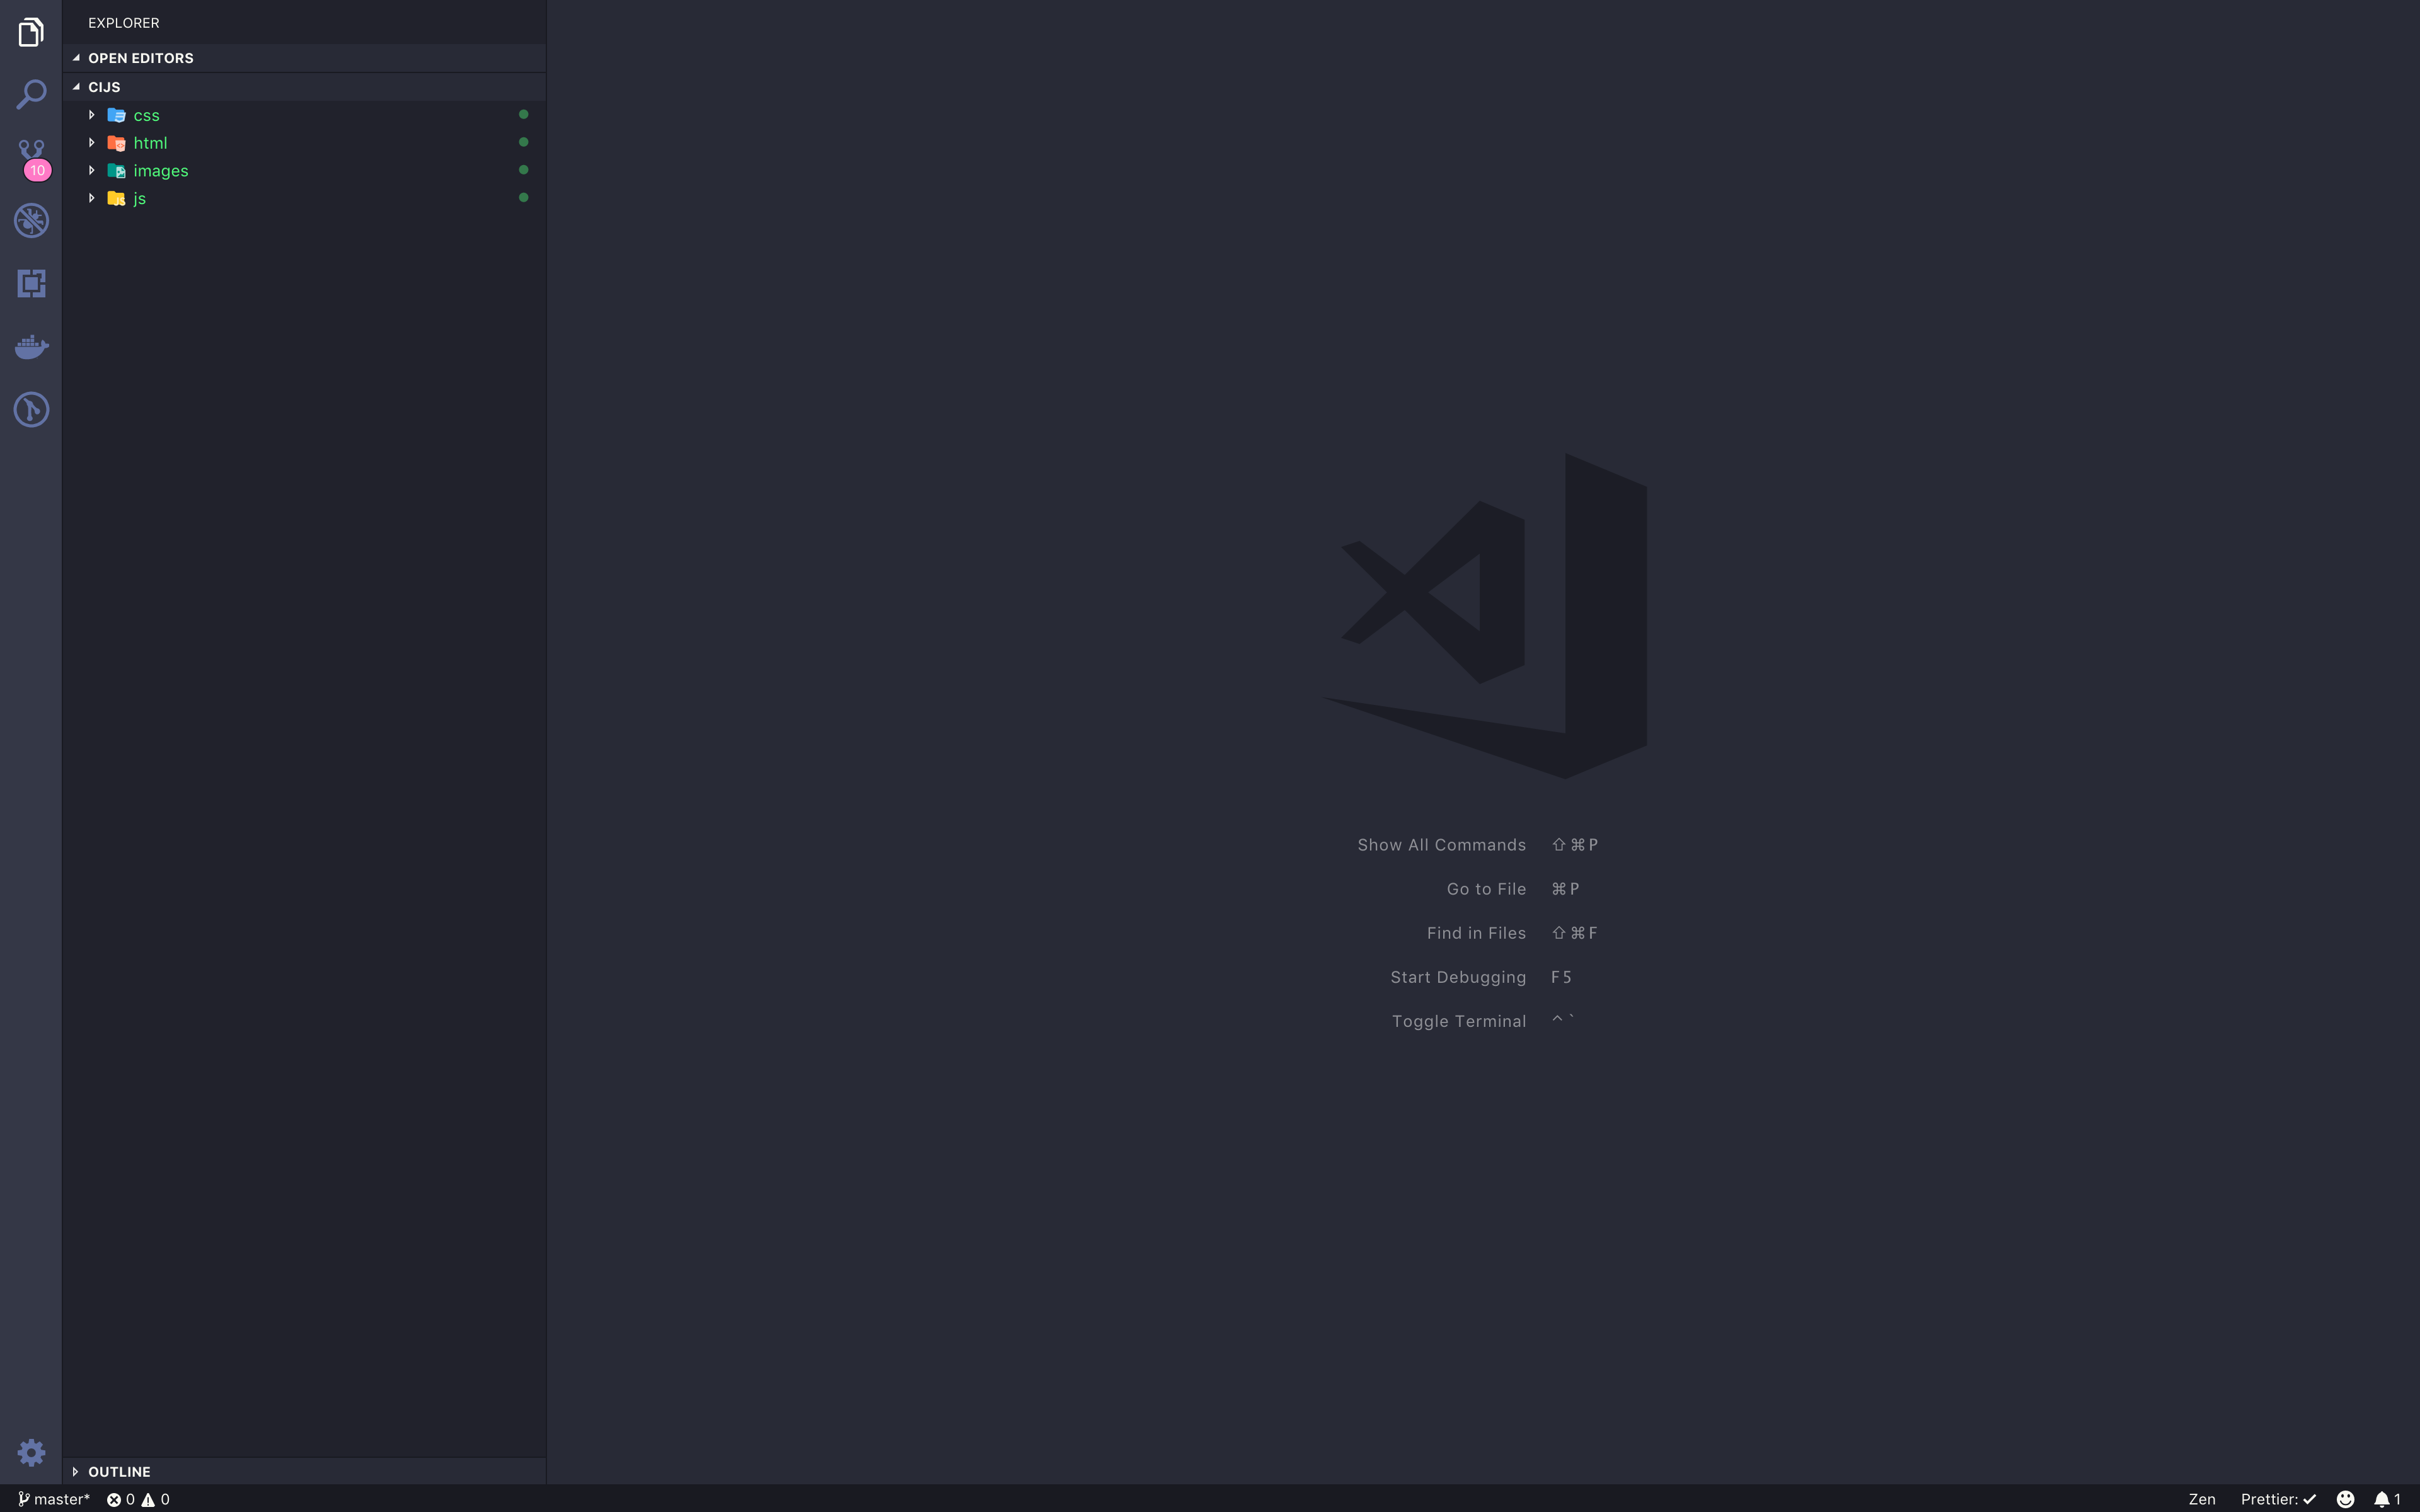 EXPLORER
OPEN EDITORS
CIJS
css
html
images
js
10
Show All Commands ⇧⌘P
Go to File ⌘P
Find in Files ⇧⌘F
Start Debugging F5
Toggle Terminal ^`
OUTLINE
master* 0 0 Zen Prettier: ✓ 1